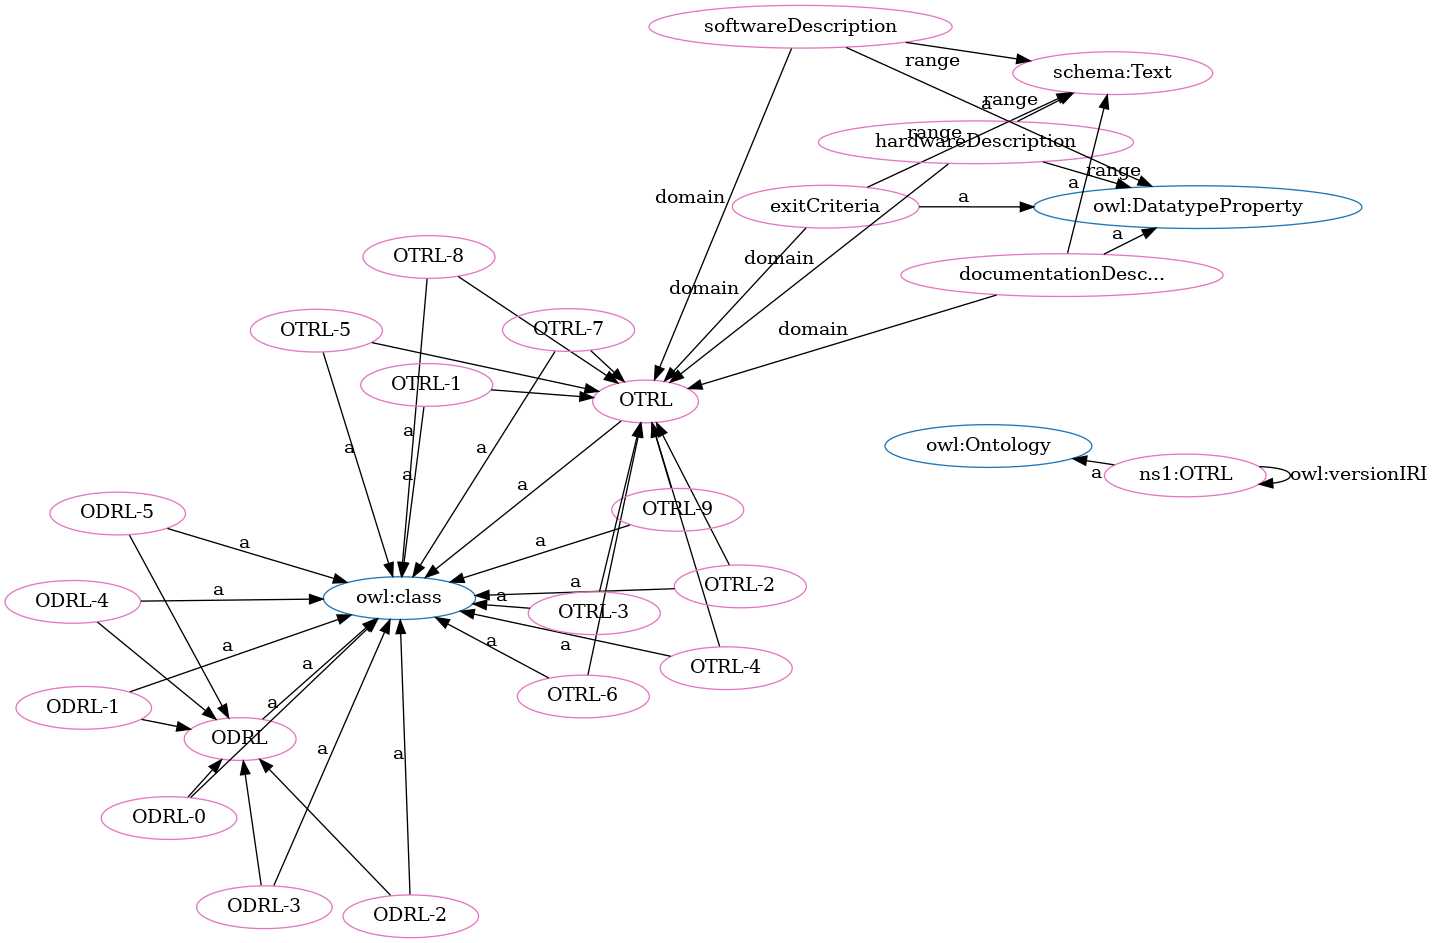 softwareDescription
range
schema:Text
range
a
range
hardwareDescription
range
a
domain
exitCriteria
a
owl:DatatypeProperty
a
OTRL-8
domain
documentationDesc...
domain
OTRL-5
OTRL-7
domain
OTRL-1
OTRL
a
a
a
owl:Ontology
a
a
ns1:OTRL
owl:versionIRI
a
ODRL-5
OTRL-9
a
a
ODRL-4
a
owl:class
a
a
OTRL-2
OTRL-3
a
a
a
a
OTRL-4
ODRL-1
a
OTRL-6
ODRL
a
a
ODRL-0
ODRL-3
ODRL-2